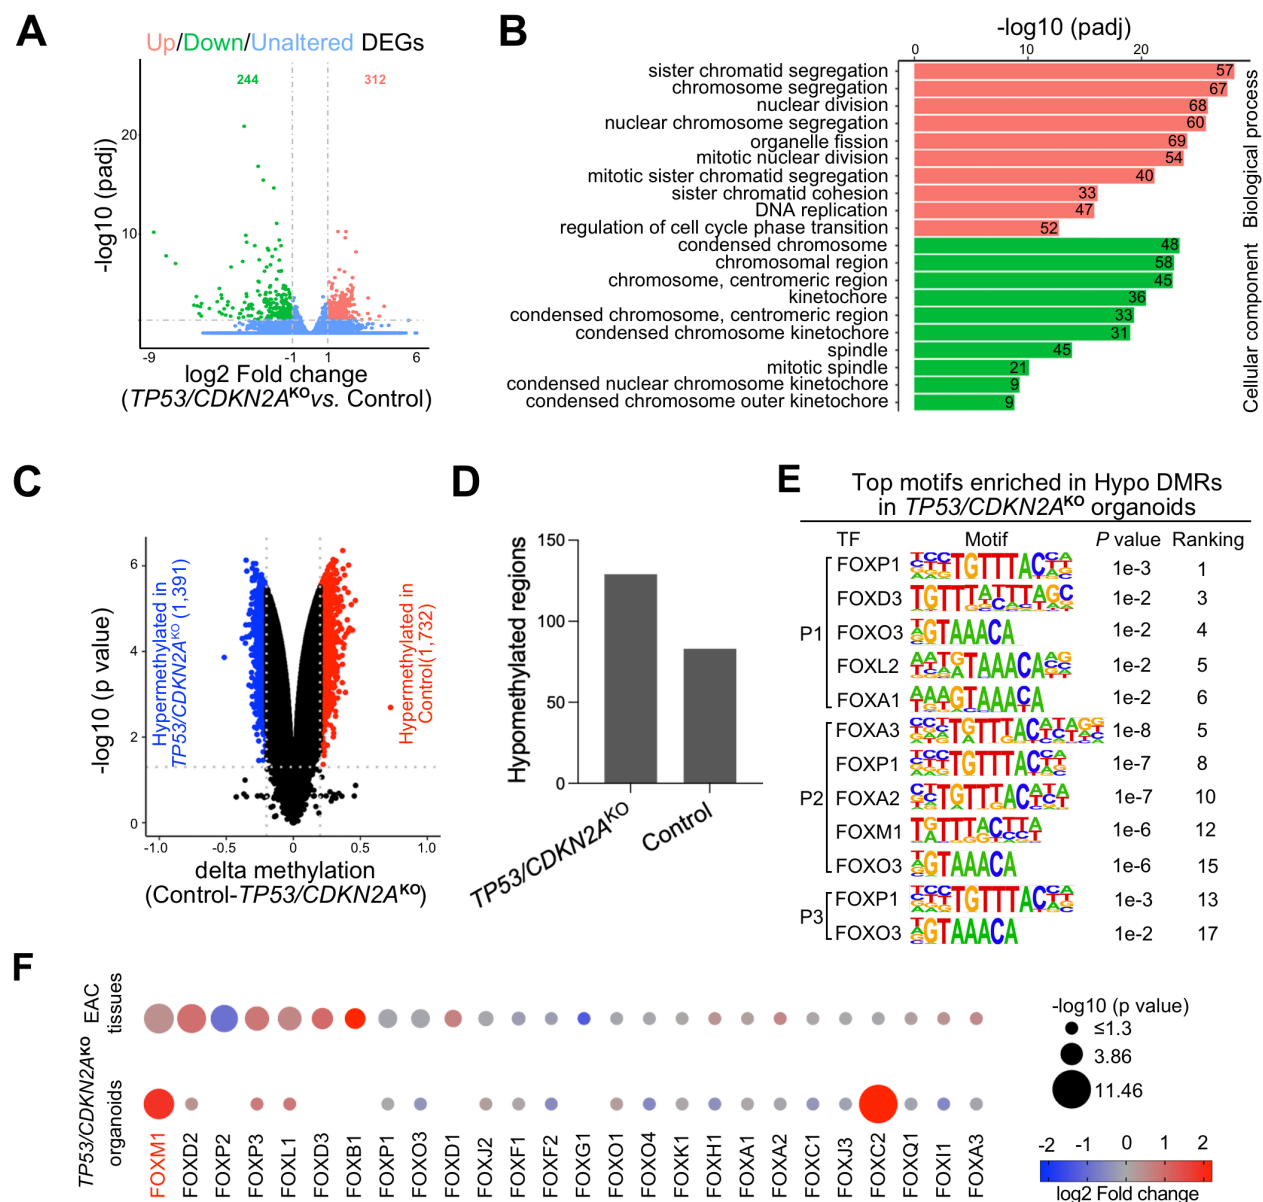 A
Up/Down/Unaltered DEGs
244
312
20
10
-log10 (padj)
-9
-1
1
6
log2 Fold change
(TP53/CDKN2AKO vs. Control)
B
-log10 (padj)
0
10
20
sister chromatid segregation
57
chromosome segregation
67
nuclear division
68
nuclear chromosome segregation
60
organelle fission
69
mitotic nuclear division
54
mitotic sister chromatid segregation
40
sister chromatid cohesion
33
DNA replication
47
regulation of cell cycle phase transition
52
condensed chromosome
48
chromosomal region
58
chromosome, centromeric region
45
kinetochore
36
condensed chromosome, centromeric region
33
condensed chromosome kinetochore
31
spindle
45
mitotic spindle
21
condensed nuclear chromosome kinetochore
9
condensed chromosome outer kinetochore
9
Biological process
Cellular component
C
-log10 (p value)
6
4
2
0
Hypermethylated in
TP53/CDKN2AKO (1,391)
Hypermethylated in
Control(1,732)
-1.0
-0.5
0
0.5
1.0
delta methylation
(Control-TP53/CDKN2AKO)
D
Hypomethylated regions
150
100
50
0
TP53/CDKN2AKO
Control
E
Top motifs enriched in Hypo DMRs
in TP53/CDKN2AKO organoids
TF Motif P value Ranking
P1
FOXP1 TGTTTAC 1e-3 1
FOXD3 TGTTT 1e-2 3
FOXO3 GTAAACA 1e-2 4
FOXL2 TAAACA 1e-2 5
FOXA1 GTAAACA 1e-2 6
P2
FOXA3 TGTTTAC 1e-8 5
FOXP1 TGTTTAC 1e-7 8
FOXA2 TGTTTAC 1e-7 10
FOXM1 TGTTTAC 1e-6 12
FOXO3 GTAAACA 1e-6 15
P3
FOXP1 TGTTTAC 1e-3 13
FOXO3 GTAAACA 1e-2 17
F
EAC
tissues
TP53/CDKN2AKO
organoids
FOXM1
FOXD2
FOXP2
FOXP3
FOXL1
FOXD3
FOXB1
FOXP1
FOXO3
FOXD1
FOXJ2
FOXF1
FOXF2
FOXG1
FOXO1
FOXO4
FOXK1
FOXH1
FOXA1
FOXA2
FOXC1
FOXJ3
FOXC2
FOXQ1
FOXI1
FOXA3
-log10 (p value)
≤1.3
3.86
11.46
-2 -1 0 1 2
log2 Fold change